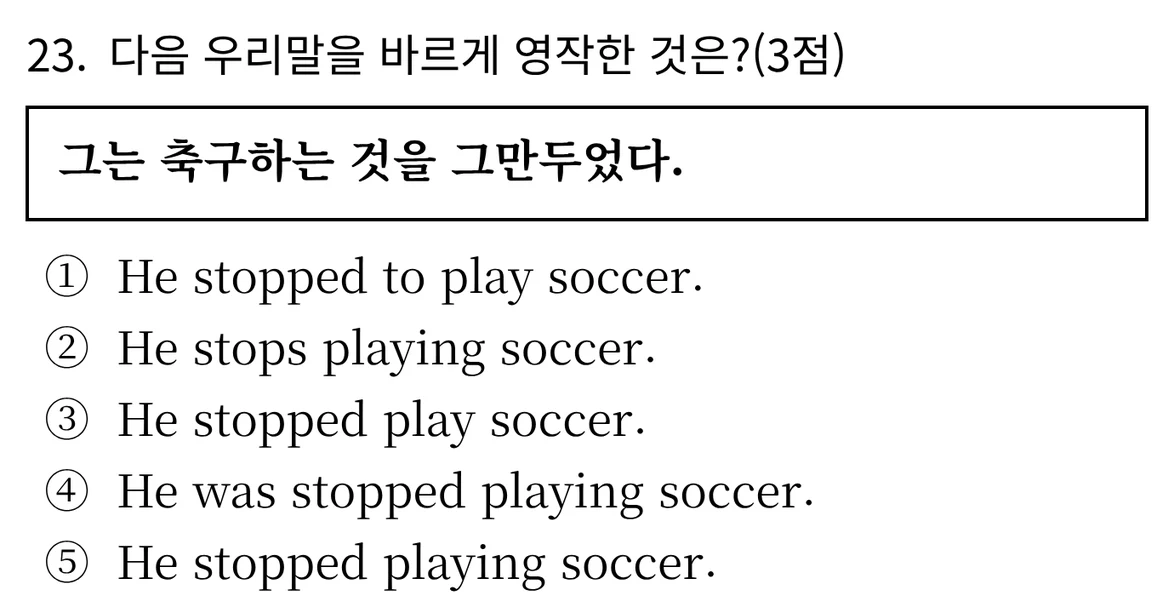 23. 다음 우리말을 바르게 영작한 것은?(3점)
그는 축구하는 것을 그만두었다.
① He stopped to play soccer.
② He stops playing soccer.
③ He stopped play soccer.
④ He was stopped playing soccer.
⑤ He stopped playing soccer.